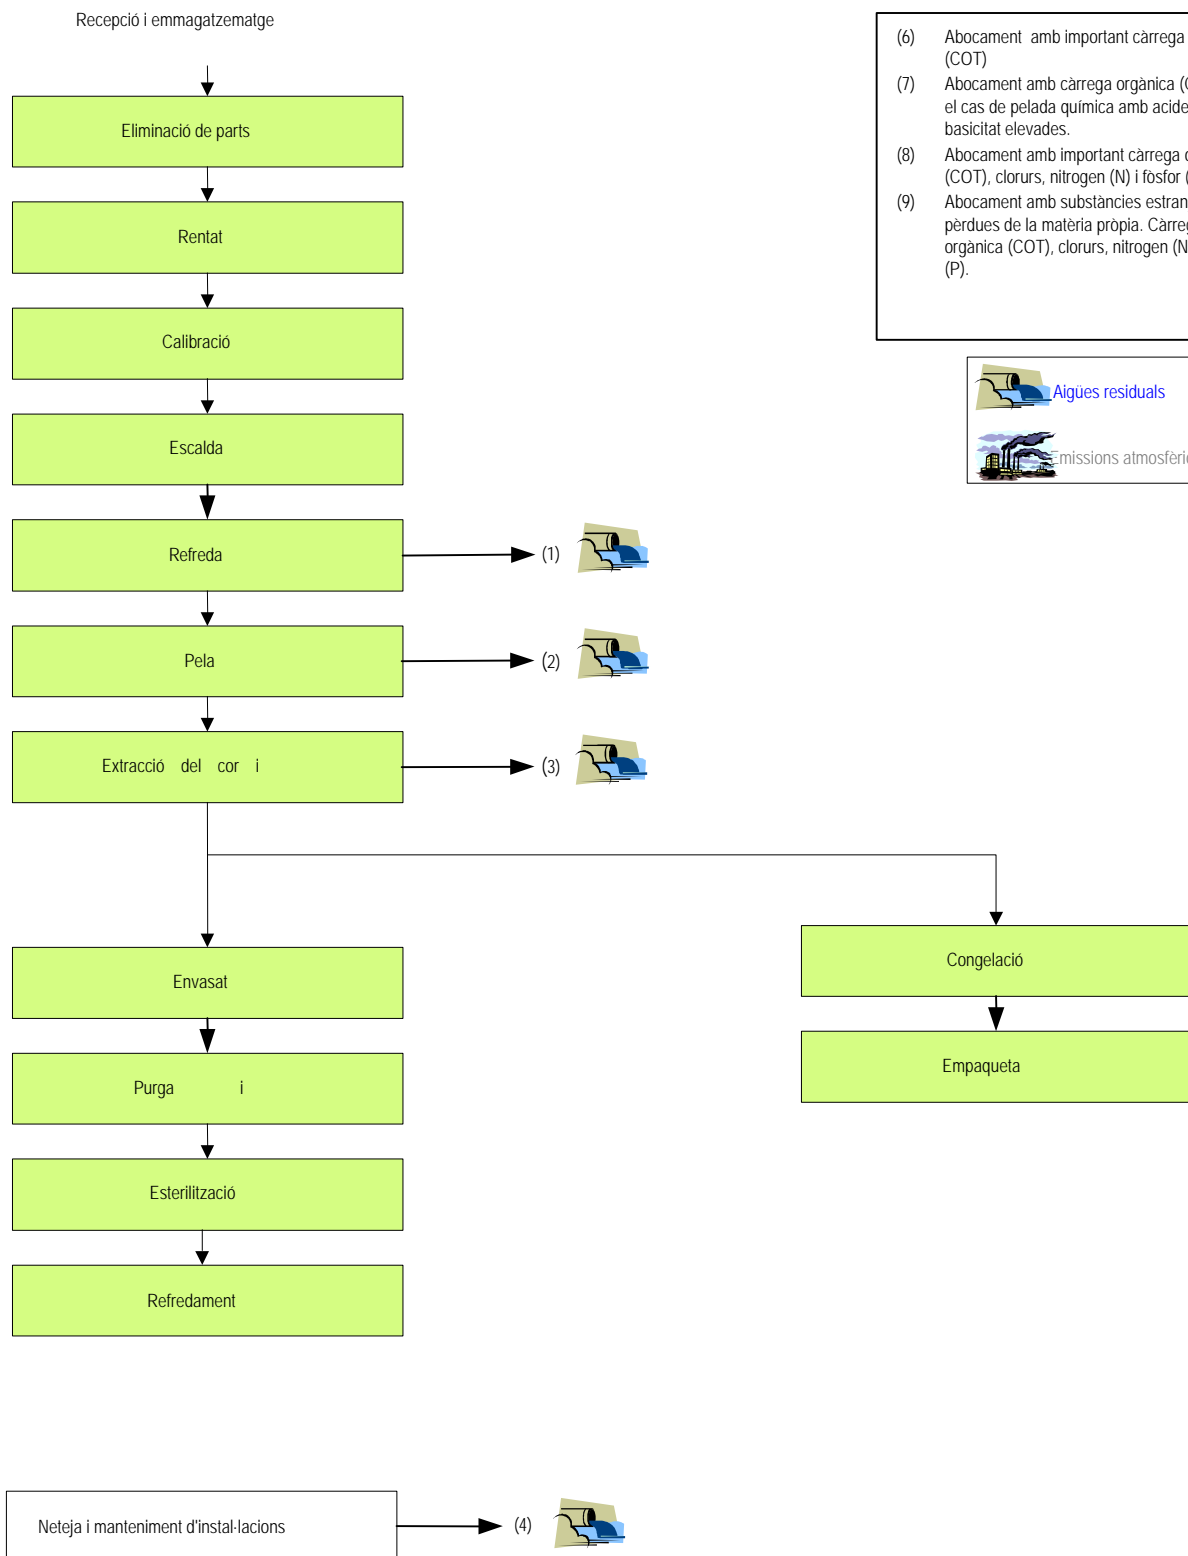 Recepció i emmagatzematge
Eliminació de parts
Rentat
Calibració
Escalda
Refreda
(1)
Pela
(2)
Extracció del cor i
(3)
Envasat
Purga i
Esterilització
Refredament
Neteja i manteniment d'instal·lacions
(4)
Congelació
Empaqueta
(6) Abocament amb important càrrega
(COT)
(7) Abocament amb càrrega orgànica (
el cas de pelada química amb acide
basicitat elevades.
(8) Abocament amb important càrrega
(COT), clorurs, nitrogen (N) i fòsfor (
(9) Abocament amb substàncies estran
pèrdues de la matèria pròpia. Càrreg
orgànica (COT), clorurs, nitrogen (N
(P).
Aigües residuals
Emissions atmosfèri